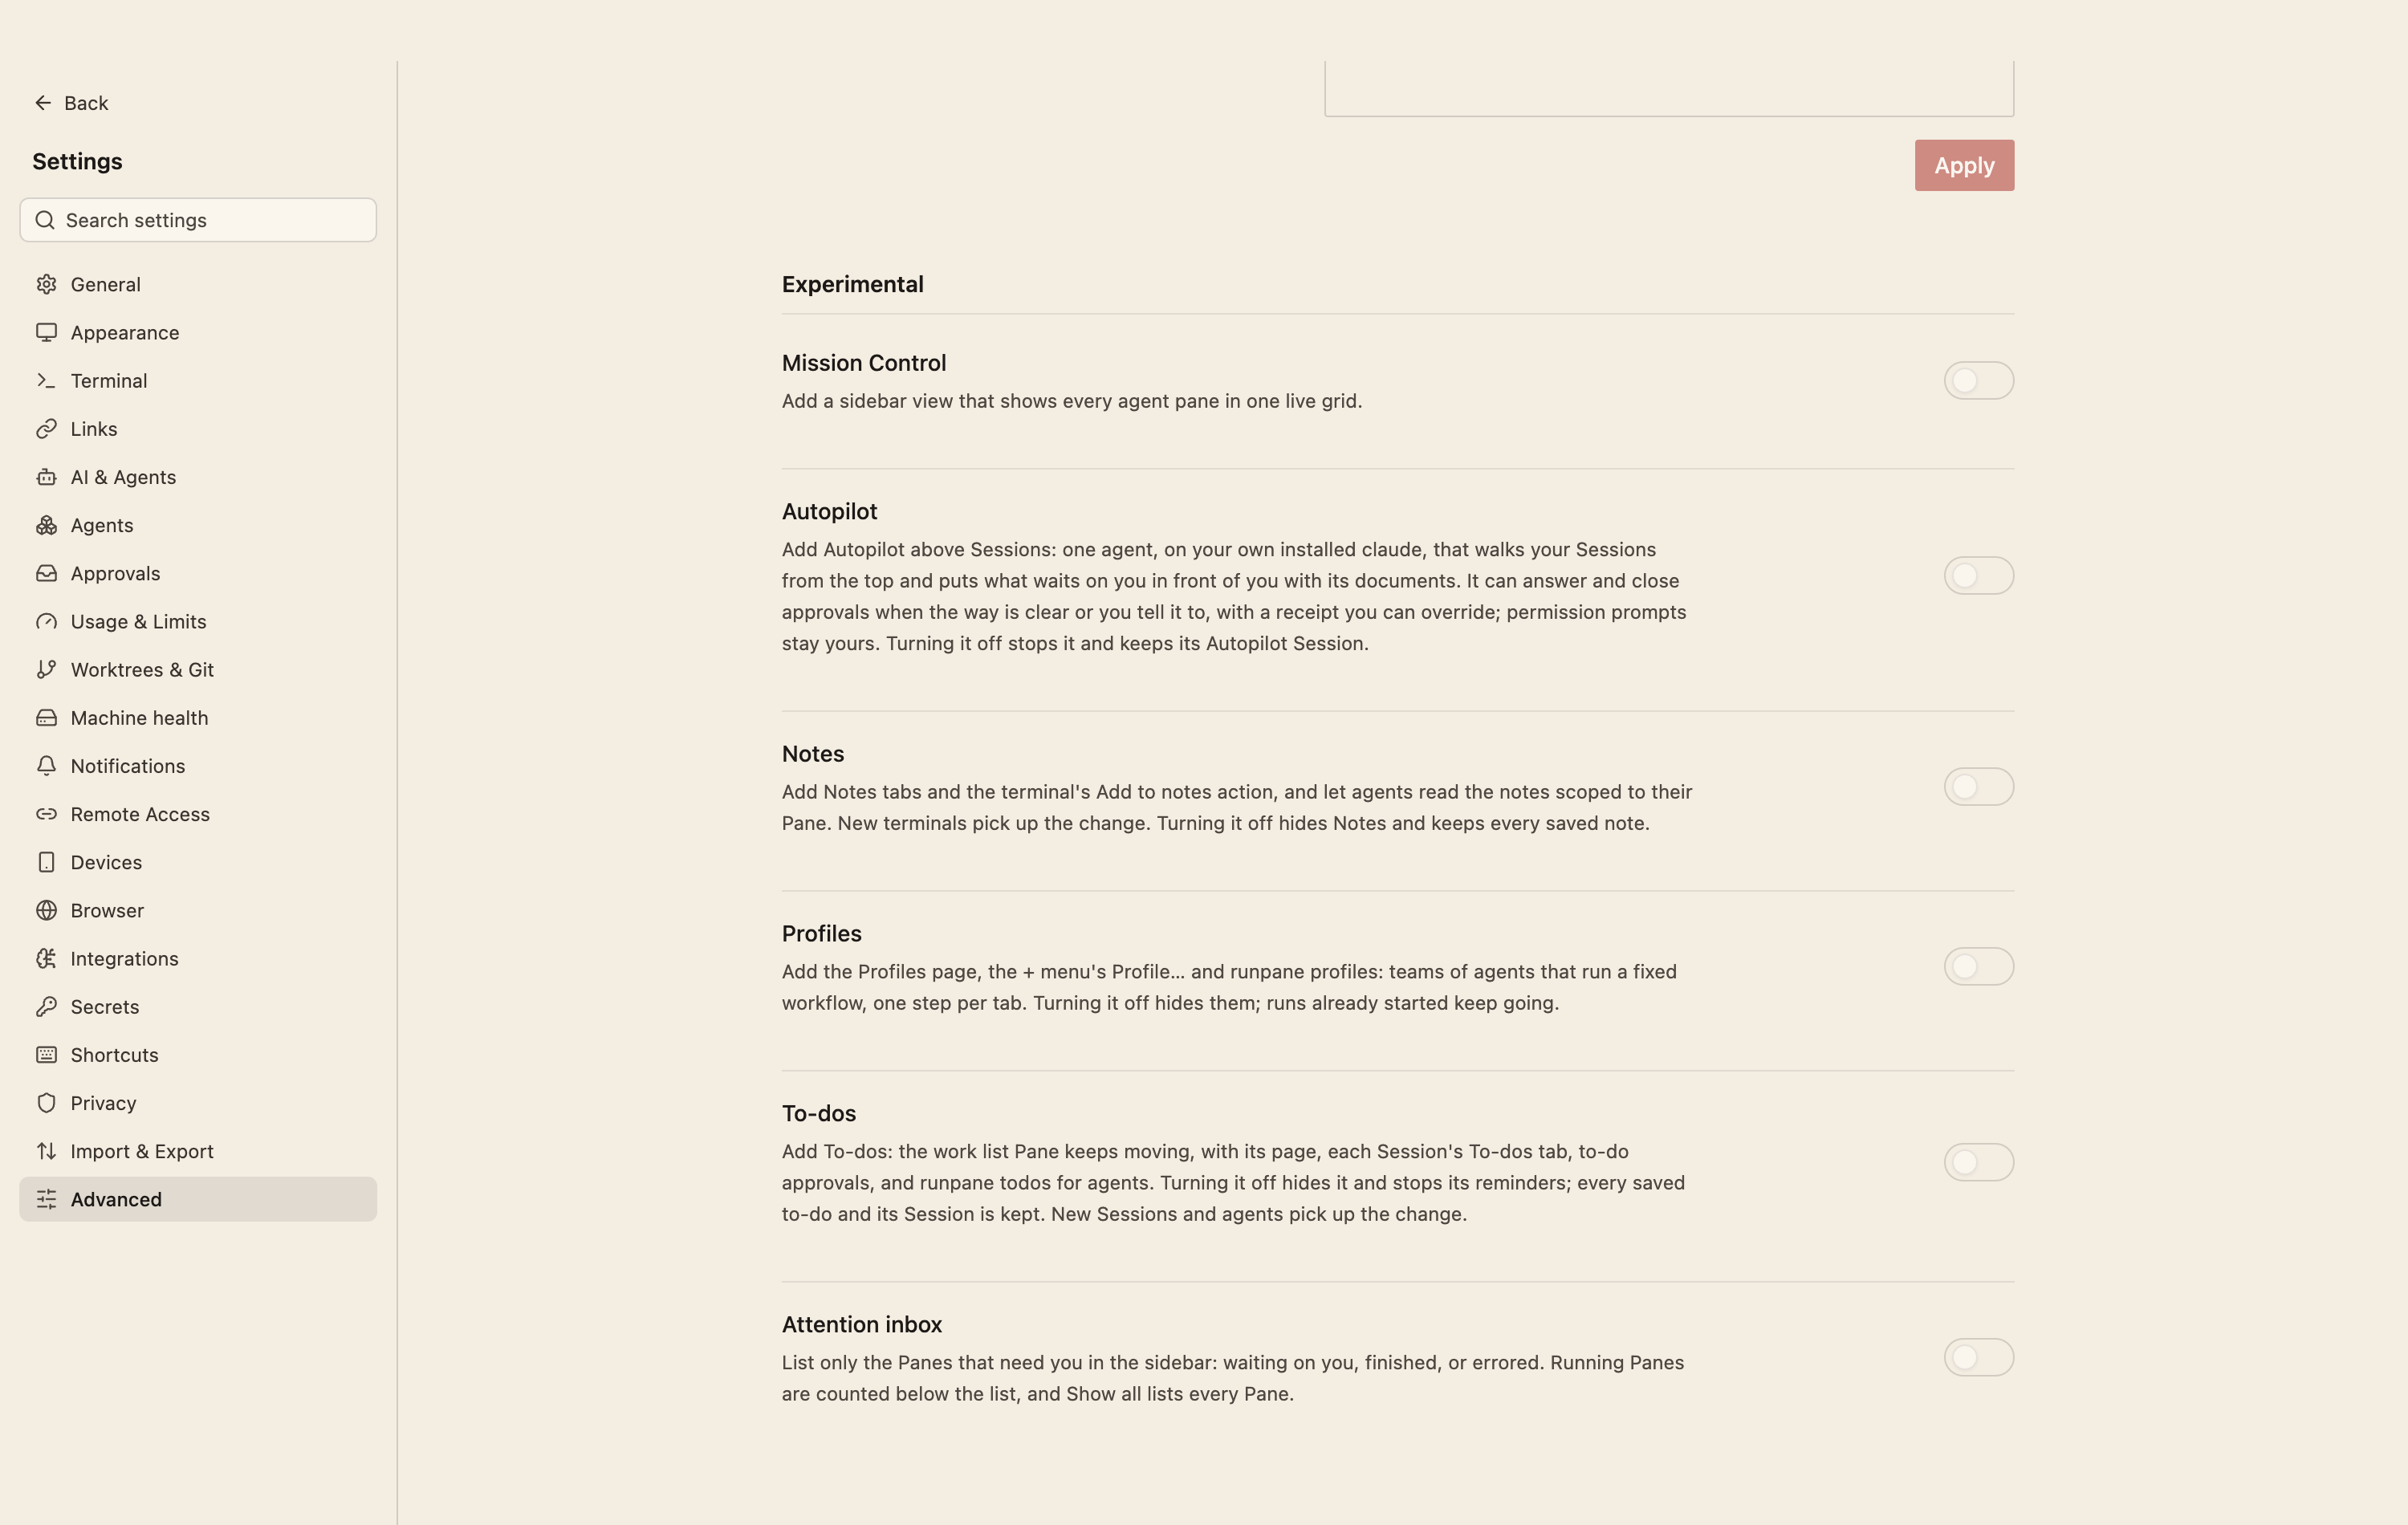 Back
Settings
Search settings
General
Appearance
Terminal
Links
AI & Agents
Agents
Approvals
Usage & Limits
Worktrees & Git
Machine health
Notifications
Remote Access
Devices
Browser
Integrations
Secrets
Shortcuts
Privacy
Import & Export
Advanced
Apply
Experimental
Mission Control
Add a sidebar view that shows every agent pane in one live grid.
Autopilot
Add Autopilot above Sessions: one agent, on your own installed claude, that walks your Sessions
from the top and puts what waits on you in front of you with its documents. It can answer and close
approvals when the way is clear or you tell it to, with a receipt you can override; permission prompts
stay yours. Turning it off stops it and keeps its Autopilot Session.
Notes
Add Notes tabs and the terminal's Add to notes action, and let agents read the notes scoped to their
Pane. New terminals pick up the change. Turning it off hides Notes and keeps every saved note.
Profiles
Add the Profiles page, the + menu's Profile... and runpane profiles: teams of agents that run a fixed
workflow, one step per tab. Turning it off hides them; runs already started keep going.
To-dos
Add To-dos: the work list Pane keeps moving, with its page, each Session's To-dos tab, to-do
approvals, and runpane todos for agents. Turning it off hides it and stops its reminders; every saved
to-do and its Session is kept. New Sessions and agents pick up the change.
Attention inbox
List only the Panes that need you in the sidebar: waiting on you, finished, or errored. Running Panes
are counted below the list, and Show all lists every Pane.